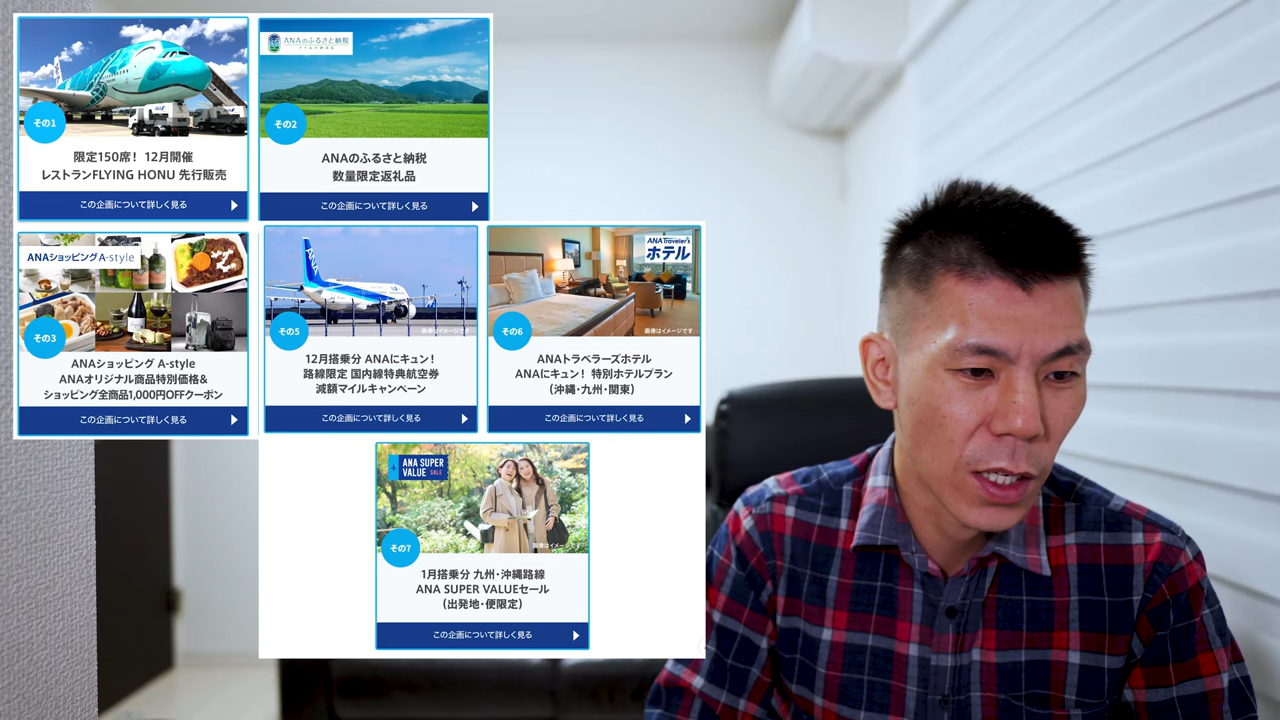 その1
限定150席! 12月開催
レストランFLYING HONU 先行販売
この企画について詳しく見る
ANAのふるさと納税
その2
ANAのふるさと納税
数量限定返礼品
この企画について詳しく見る
ANAショッピング A-style
その3
ANAショッピング A-style
ANAオリジナル商品特別価格&
ショッピング全商品1,000円OFFクーポン
この企画について詳しく見る
ANA
画像はイメージです
その5
12月搭乗分 ANAにキュン!
路線限定 国内線特典航空券
減額マイルキャンペーン
この企画について詳しく見る
ANA Traveler's
ホテル
画像はイメージです
その6
ANAトラベラーズホテル
ANAにキュン! 特別ホテルプラン
(沖縄・九州・関東)
この企画について詳しく見る
ANA SUPER
VALUE SALE
画像はイメージです
その7
1月搭乗分 九州・沖縄路線
ANA SUPER VALUEセール
(出発地・便限定)
この企画について詳しく見る